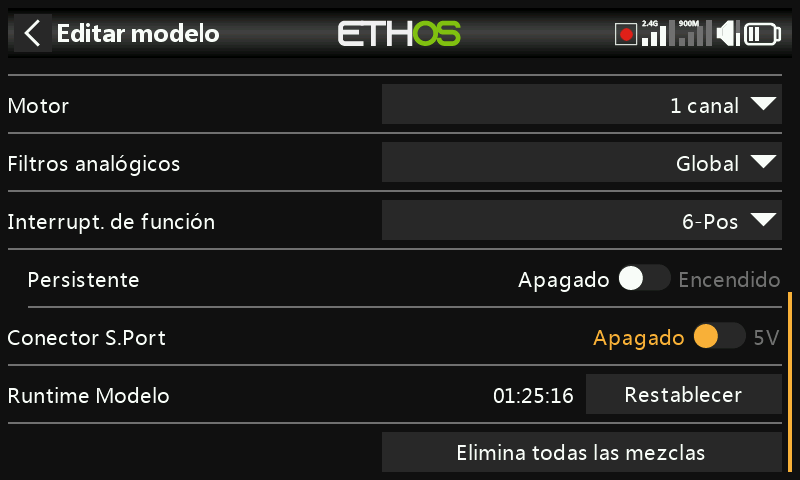 Editar modelo
ETHOS
2.4G
900M
Motor
1 canal
Filtros analógicos
Global
Interrupt. de función
6-Pos
Persistente
Apagado
Encendido
Conector S.Port
Apagado
5V
Runtime Modelo
01:25:16
Restablecer
Elimina todas las mezclas